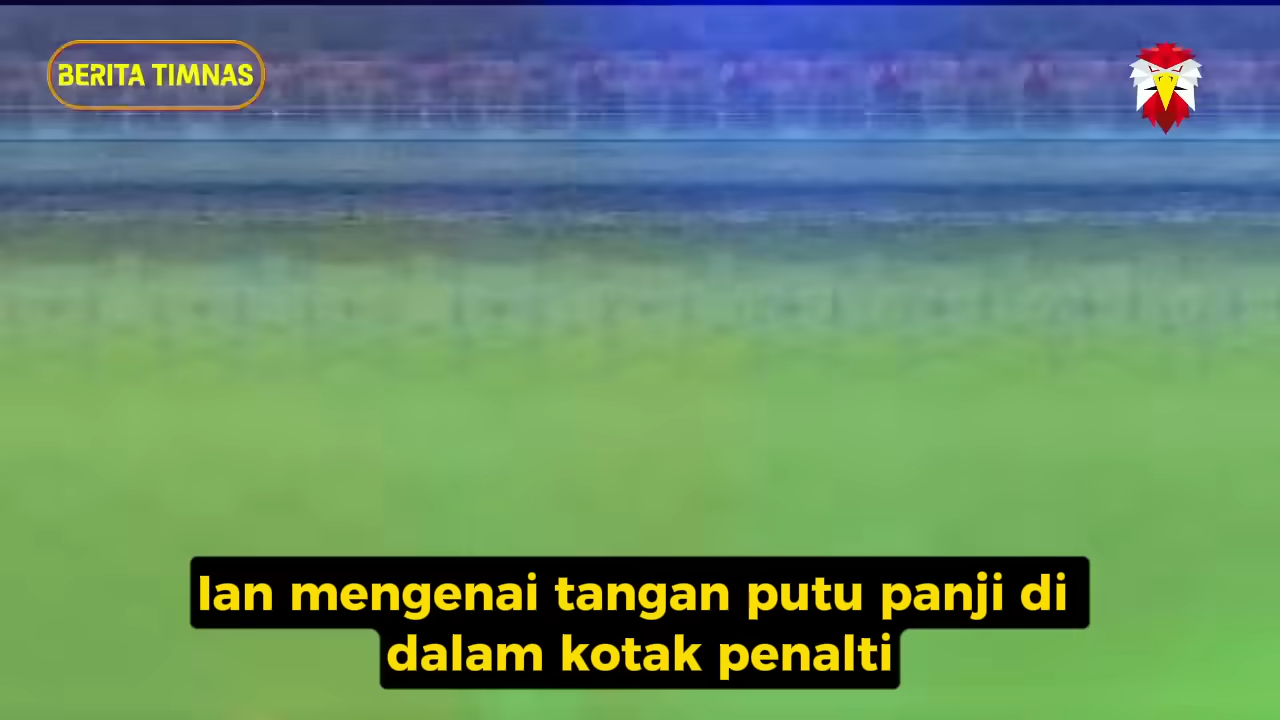 BERITA TIMNAS
lan mengenai tangan putu panji di
dalam kotak penalti